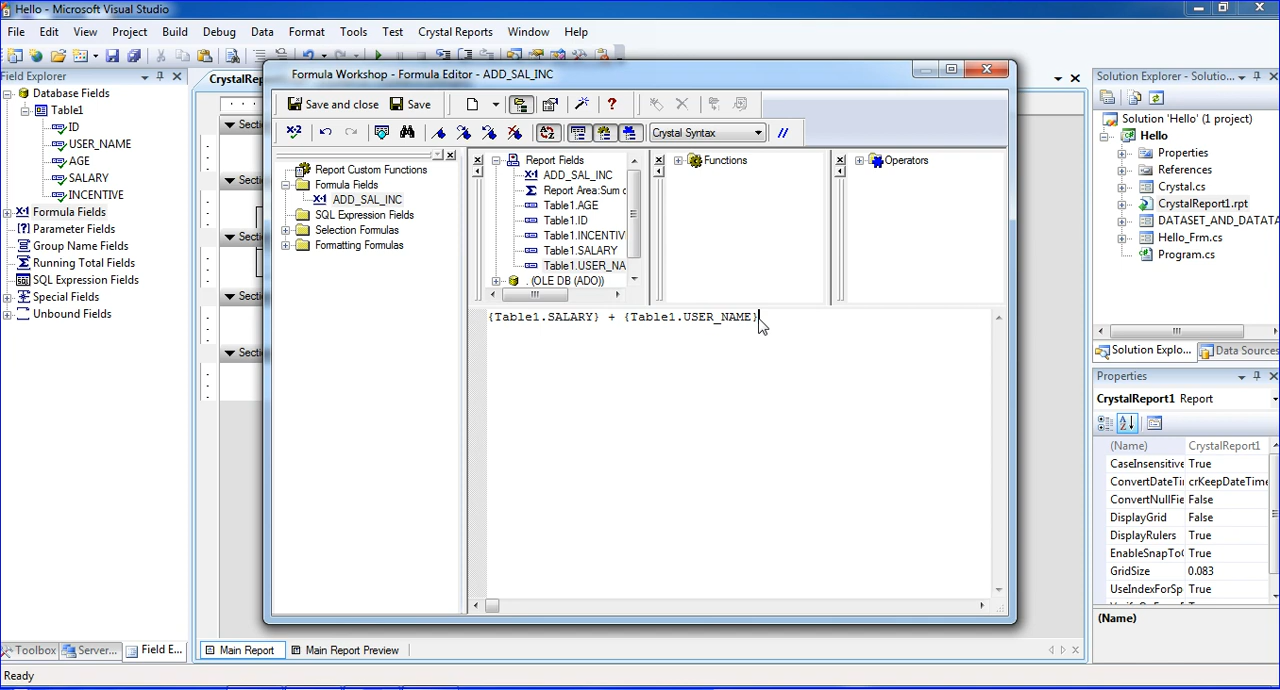 Hello - Microsoft Visual Studio
File Edit View Project Build Debug Data Format Tools Test Crystal Reports Window Help
Field Explorer
Database Fields
Table1
ID
USER_NAME
AGE
SALARY
INCENTIVE
Formula Fields
Parameter Fields
Group Name Fields
Running Total Fields
SQL Expression Fields
Special Fields
Unbound Fields
Toolbox Server... Field E...
Ready
CrystalRep
Secti
Secti
Secti
Secti
Secti
Main Report Main Report Preview
Formula Workshop - Formula Editor - ADD_SAL_INC
Save and close Save
Crystal Syntax //
Report Custom Functions
Formula Fields
ADD_SAL_INC
SQL Expression Fields
Selection Formulas
Formatting Formulas
Report Fields
ADD_SAL_INC
Report Area:Sum o
Table1.AGE
Table1.ID
Table1.INCENTIV
Table1.SALARY
Table1.USER_NA
. (OLE DB (ADO))
Functions
Operators
{Table1.SALARY} + {Table1.USER_NAME}
Solution Explorer - Solutio...
Solution 'Hello' (1 project)
Hello
Properties
References
Crystal.cs
CrystalReport1.rpt
DATASET_AND_DATATA
Hello_Frm.cs
Program.cs
Solution Explo... Data Sources
Properties
CrystalReport1 Report
(Name) CrystalReport1
CaseInsensitive True
ConvertDateTi crKeepDateTime
ConvertNullFie False
DisplayGrid False
DisplayRulers True
EnableSnapToG True
GridSize 0.083
UseIndexForSp True
(Name)